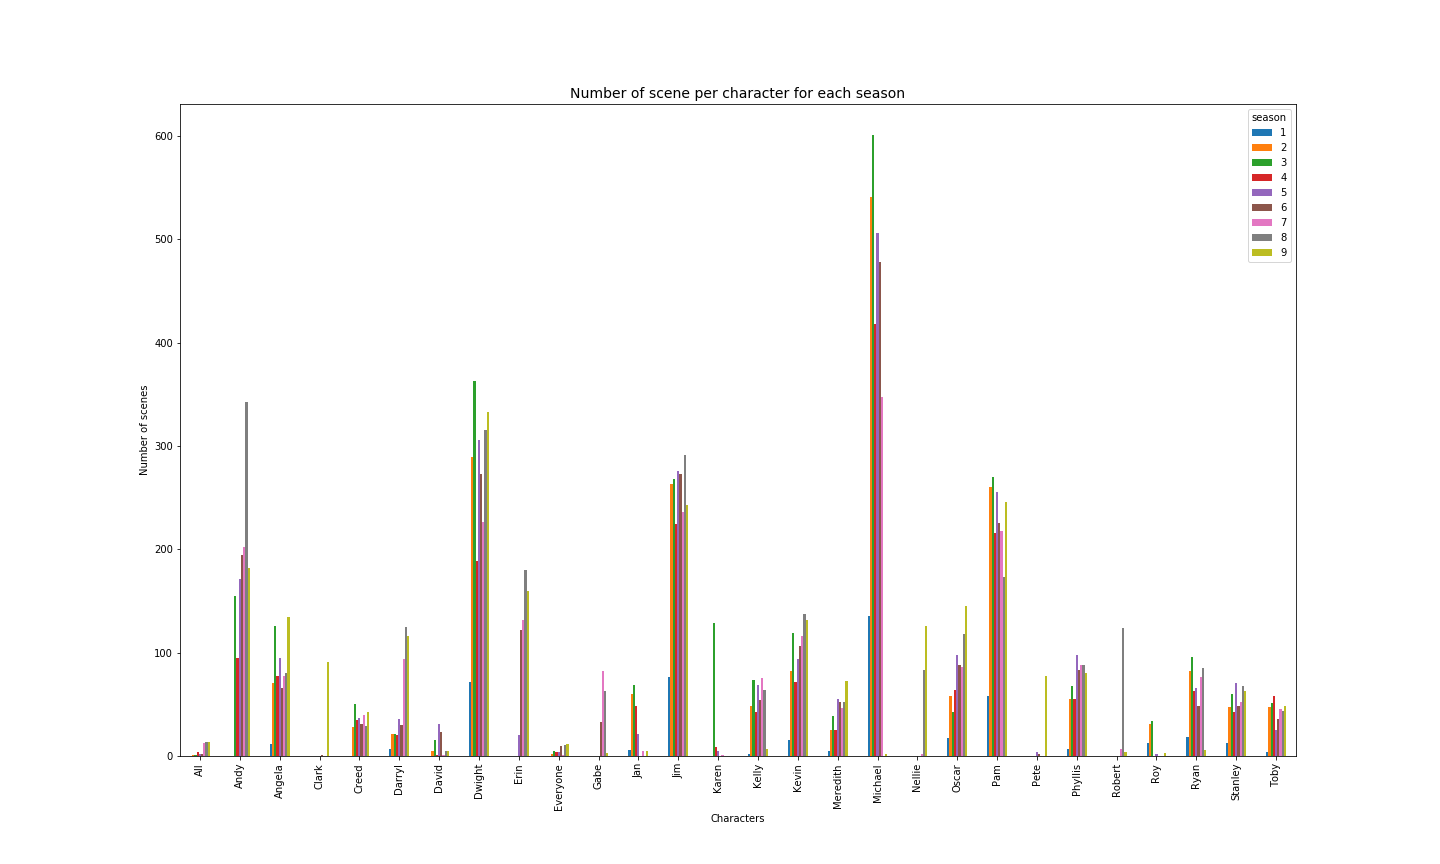 Number of scene per character for each season
season
1
2
3
4
5
6
7
8
9
600
500
400
300
200
100
0
Number of scenes
All
Andy
Angela
Clark
Creed
Darryl
David
Dwight
Erin
Everyone
Gabe
Jan
Jim
Karen
Kelly
Kevin
Meredith
Michael
Nellie
Oscar
Pam
Pete
Phyllis
Robert
Roy
Ryan
Stanley
Toby
Characters